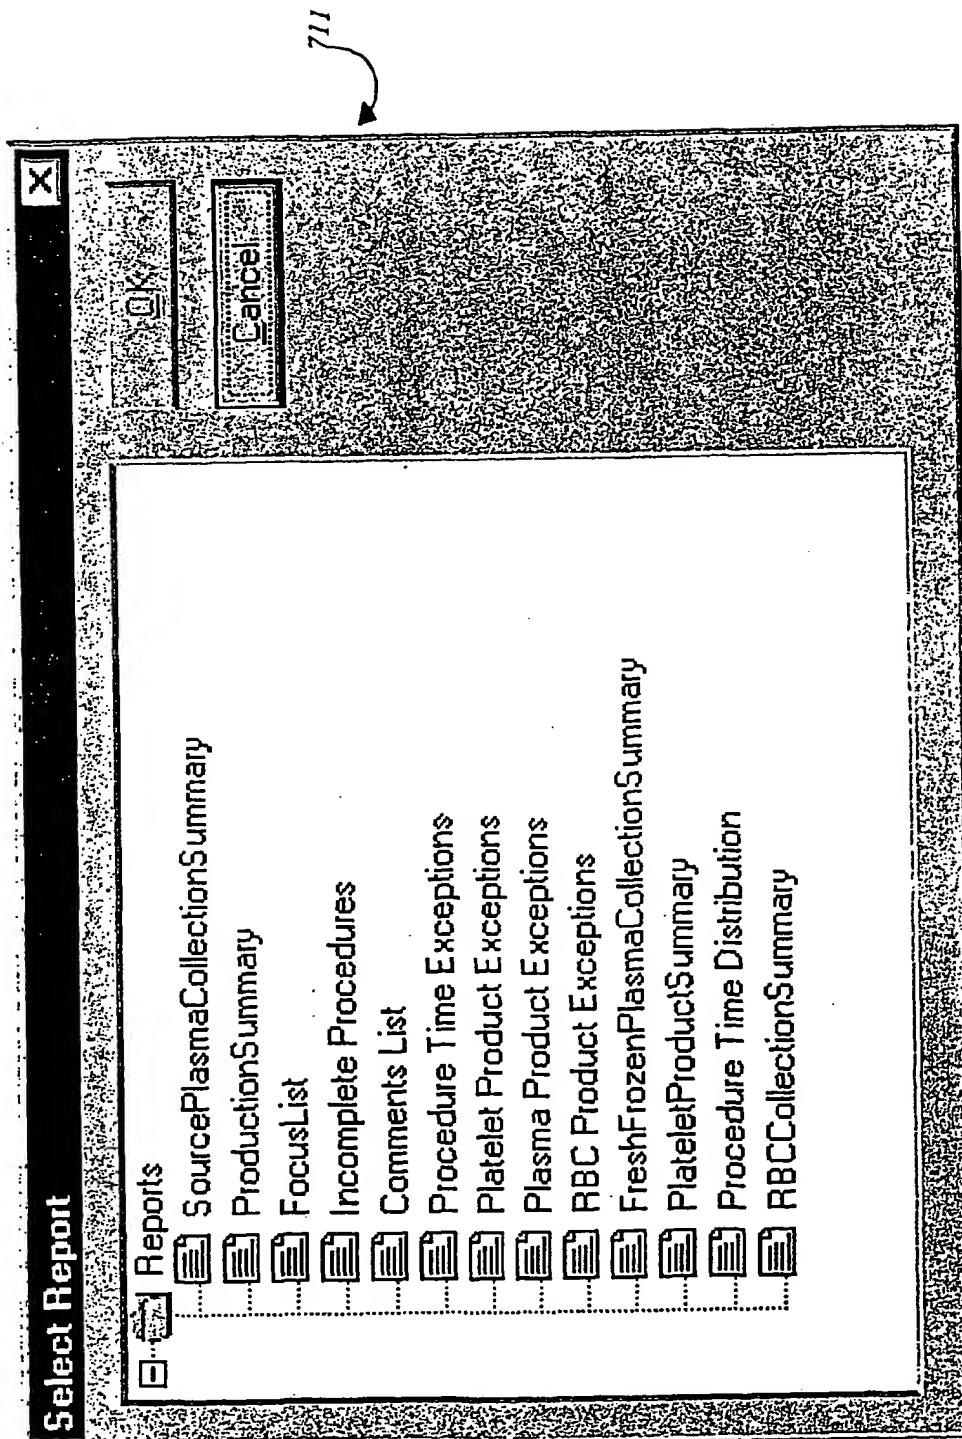 Select Report
Reports
SourcePlasmaCollectionSummary
ProductionSummary
FocusList
Incomplete Procedures
Comments List
Procedure Time Exceptions
Platelet Product Exceptions
Plasma Product Exceptions
RBC Product Exceptions
FreshFrozenPlasmaCollectionSummary
PlateletProductSummary
Procedure Time Distribution
RBCCollectionSummary
OK
Cancel
711